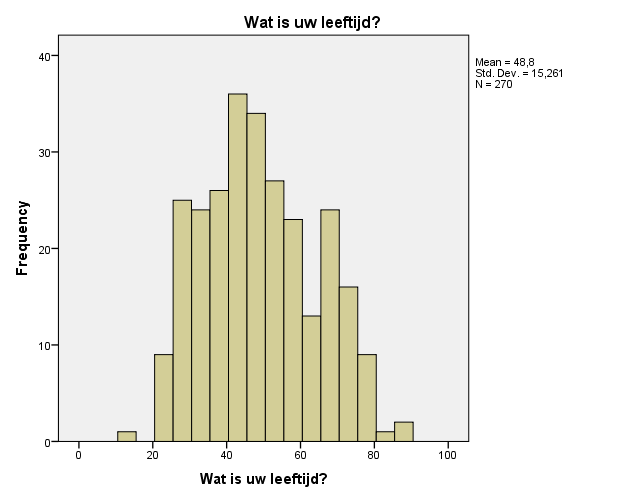 Wat is uw leeftijd?
Mean = 48,8
Std. Dev. = 15,261
N = 270
Frequency
40
30
20
10
0
0 20 40 60 80 100
Wat is uw leeftijd?